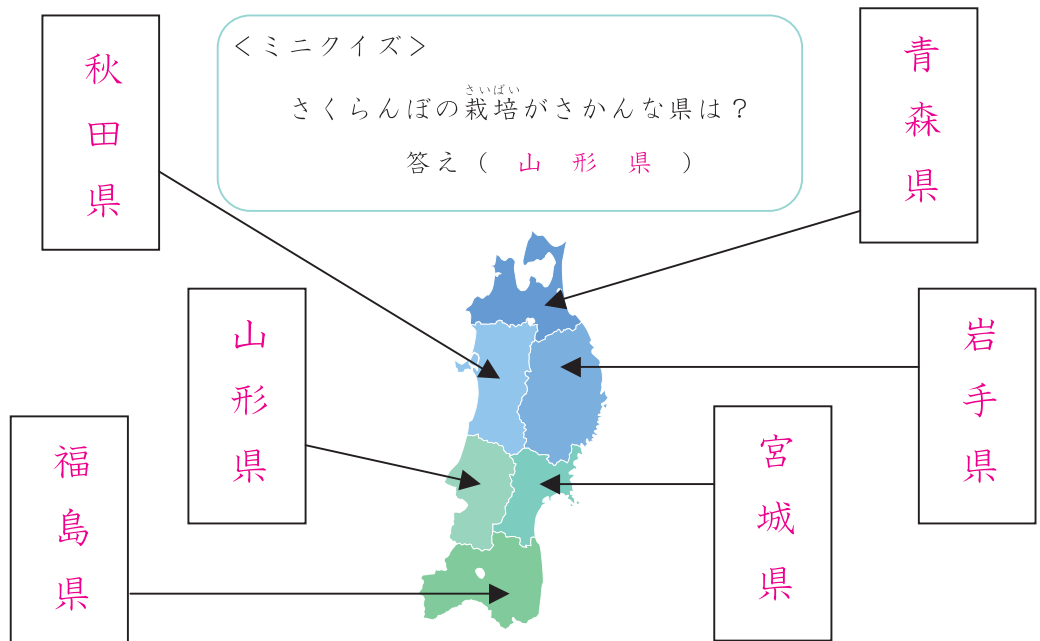 <ミニクイズ>
さいばい
さくらんぼの栽培がさかんな県は？
答え（ 山 形 県 ）
青森県
秋田県
岩手県
山形県
宮城県
福島県